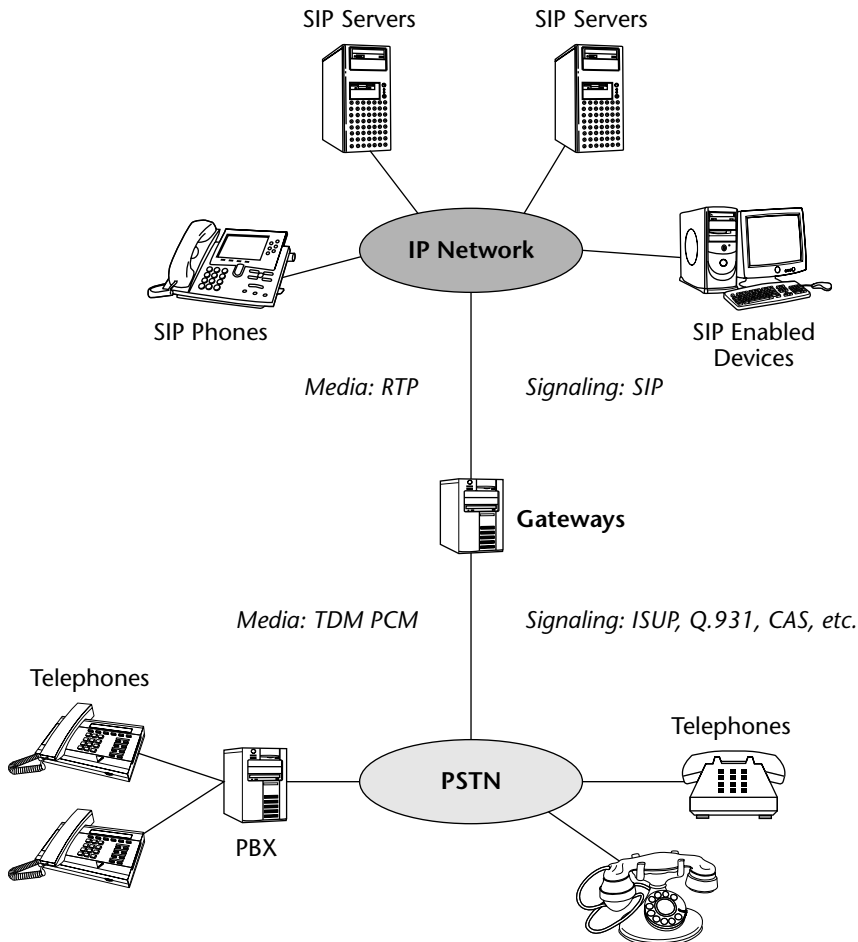 SIP Servers
SIP Servers
IP Network
SIP Phones
SIP Enabled
Devices
Media: RTP
Signaling: SIP
Gateways
Media: TDM PCM
Signaling: ISUP, Q.931, CAS, etc.
Telephones
Telephones
PSTN
PBX